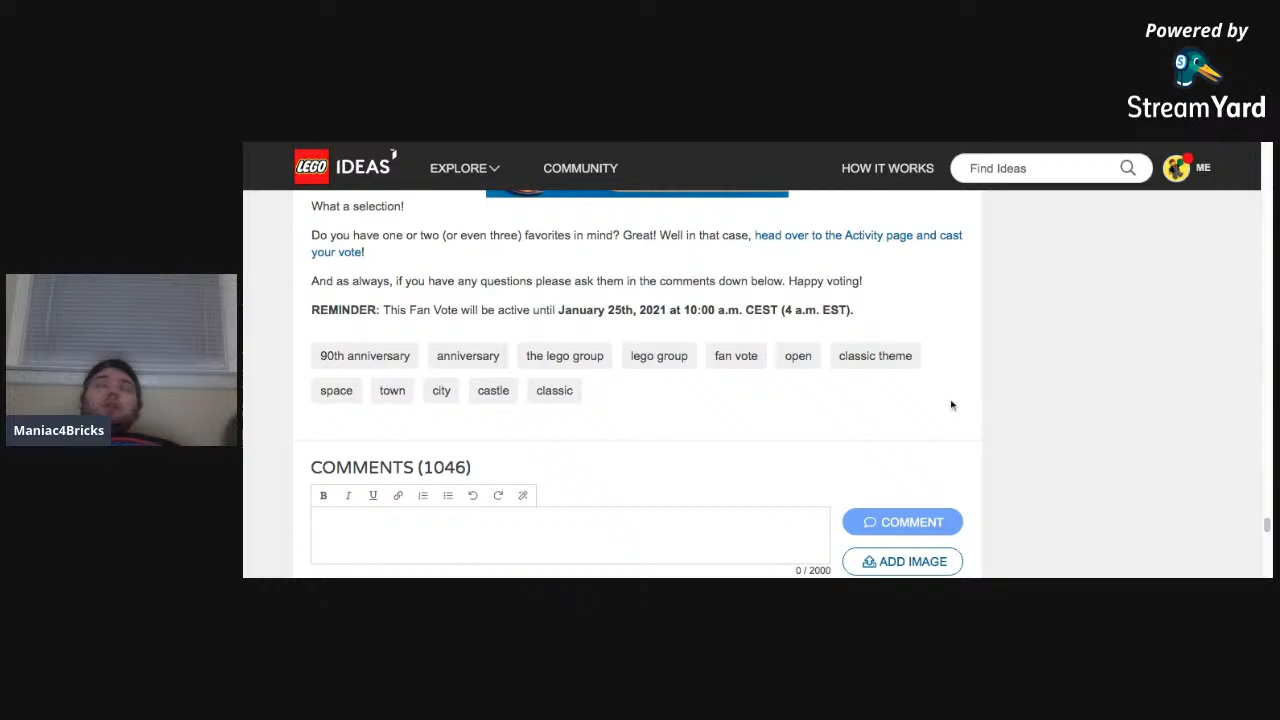 Powered by
StreamYard
LEGO IDEAS EXPLORE COMMUNITY HOW IT WORKS Find Ideas ME
What a selection!
Do you have one or two (or even three) favorites in mind? Great! Well in that case, head over to the Activity page and cast
your vote!
And as always, if you have any questions please ask them in the comments down below. Happy voting!
REMINDER: This Fan Vote will be active until January 25th, 2021 at 10:00 a.m. CEST (4 a.m. EST).
90th anniversary anniversary the lego group lego group fan vote open classic theme
space town city castle classic
Maniac4Bricks
COMMENTS (1046)
B I U
COMMENT
ADD IMAGE
0 / 2000